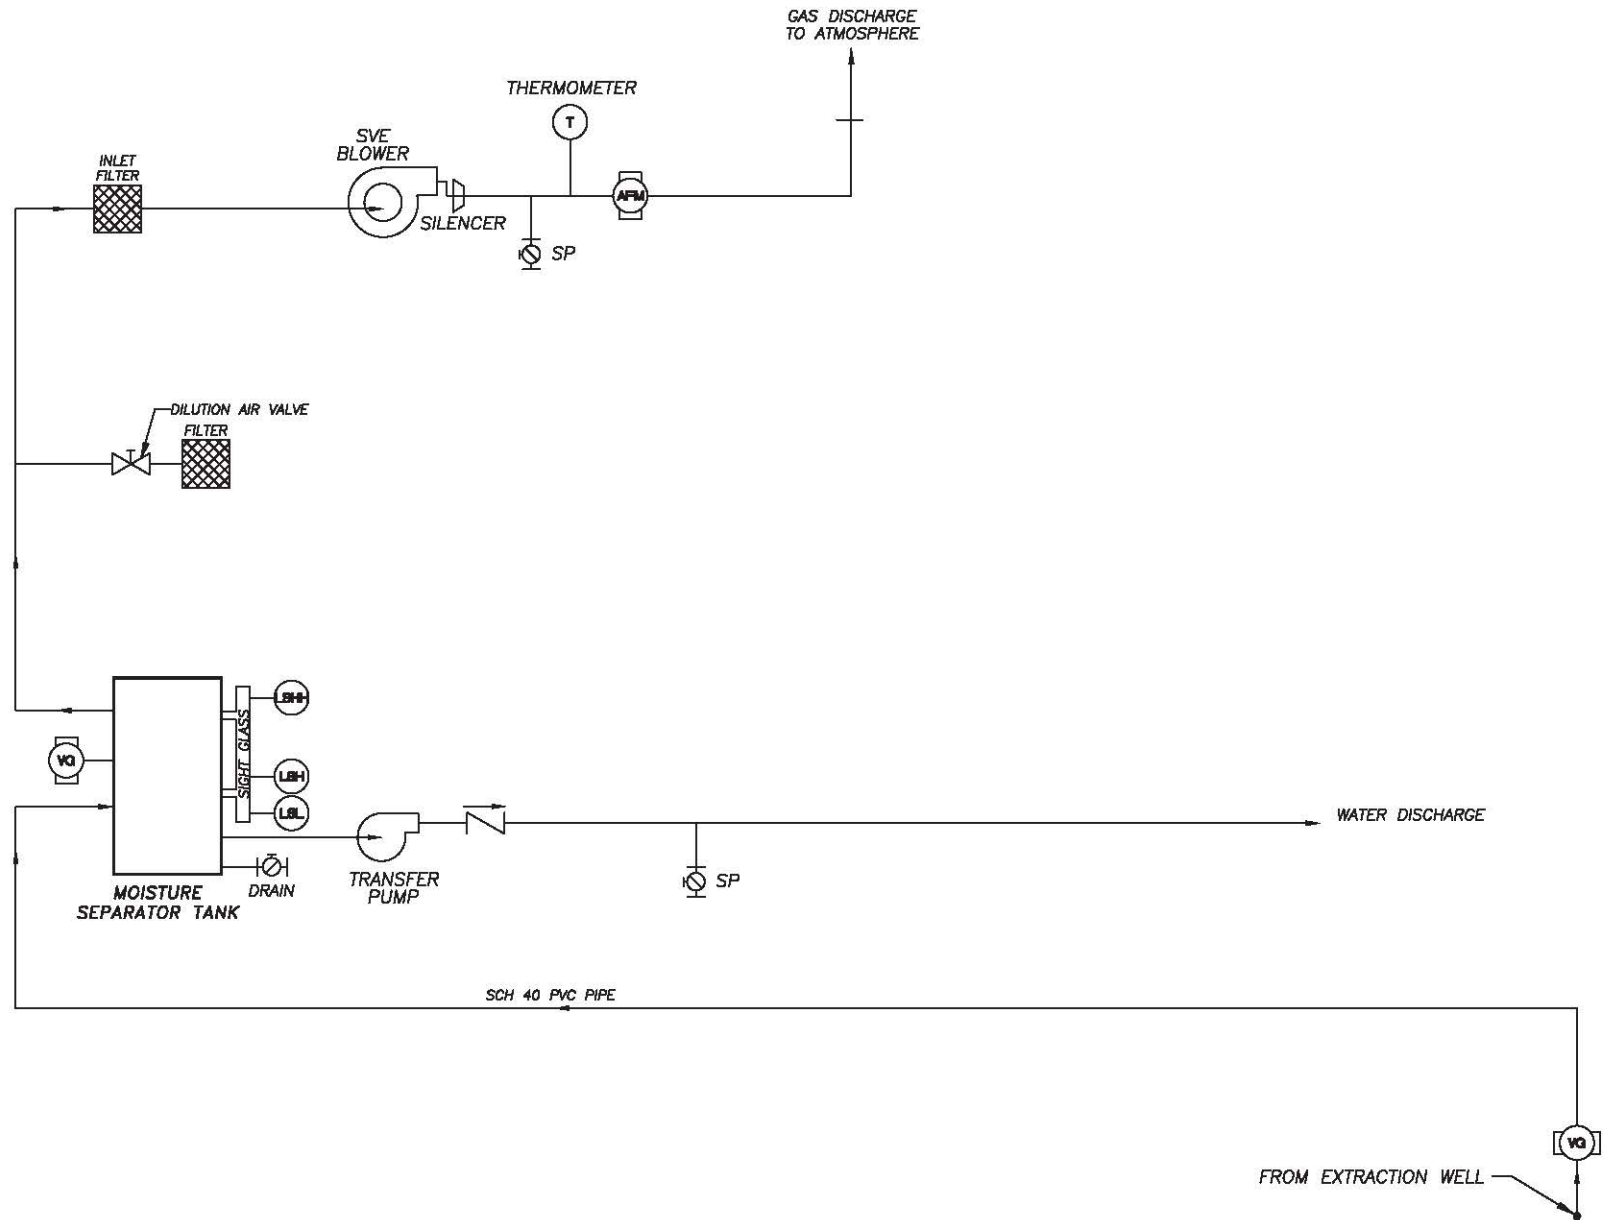 GAS DISCHARGE
TO ATMOSPHERE
THERMOMETER
T
SVE
BLOWER
INLET
FILTER
AFM
SILENCER
SP
DILUTION AIR VALVE
FILTER
LSHH
SIGHT GLASS
VG
LSH
LSL
WATER DISCHARGE
TRANSFER
PUMP
SP
DRAIN
MOISTURE
SEPARATOR TANK
SCH 40 PVC PIPE
VG
FROM EXTRACTION WELL